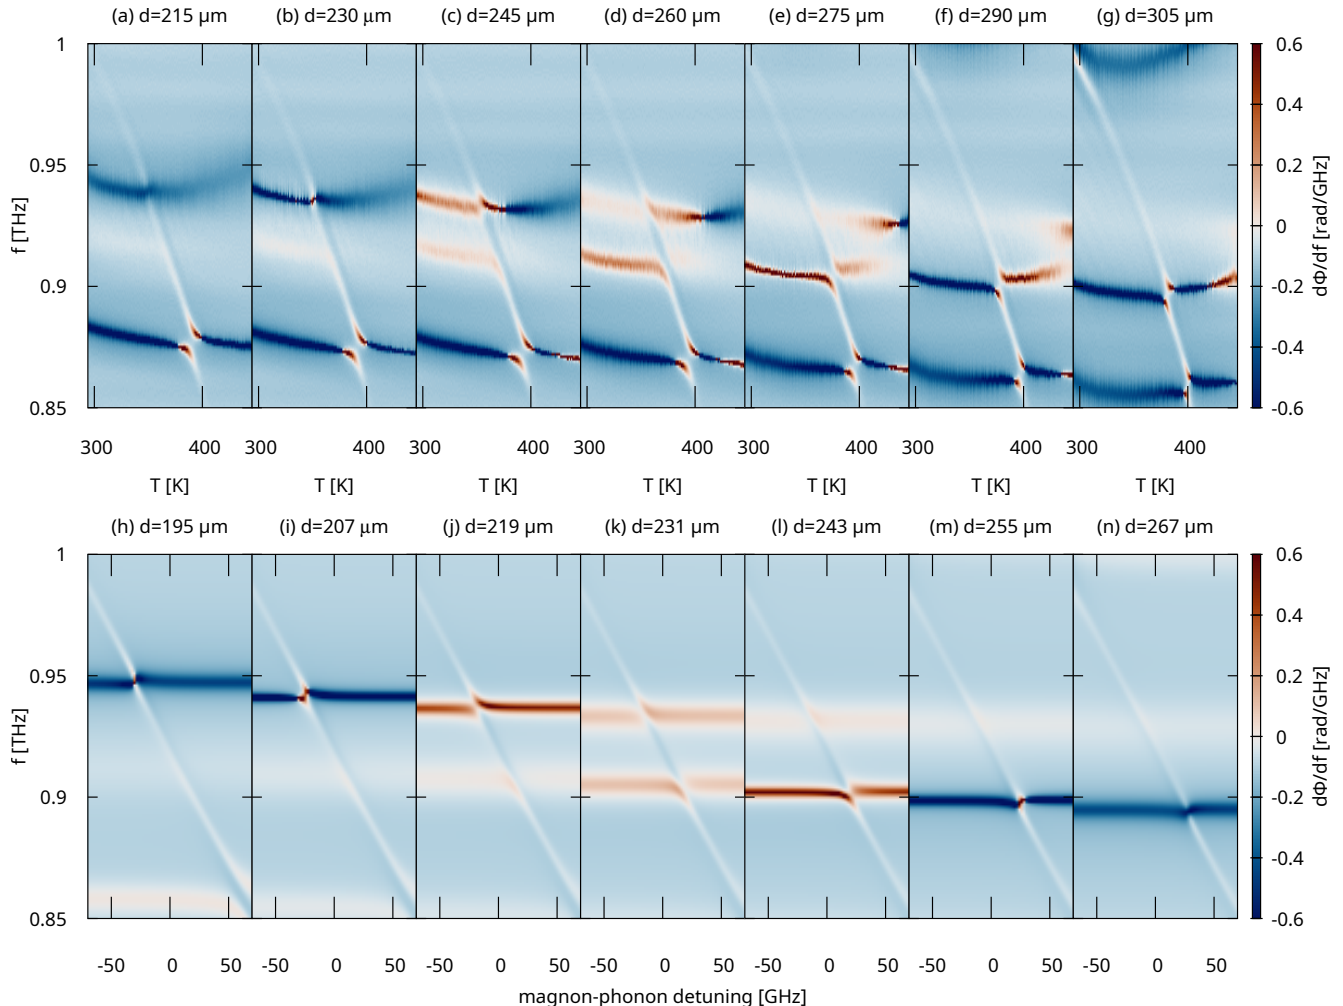 (a) d=215 μm (b) d=230 μm (c) d=245 μm (d) d=260 μm (e) d=275 μm (f) d=290 μm (g) d=305 μm
1 0.6
0.4
0.95 0.2
f [THz] 0 dΦ/df [rad/GHz]
0.9 -0.2
-0.4
0.85 -0.6
300 400 300 400 300 400 300 400 300 400 300 400 300 400
T [K] T [K] T [K] T [K] T [K] T [K] T [K]
(h) d=195 μm (i) d=207 μm (j) d=219 μm (k) d=231 μm (l) d=243 μm (m) d=255 μm (n) d=267 μm
1 0.6
0.4
0.95 0.2
f [THz] 0 dΦ/df [rad/GHz]
0.9 -0.2
-0.4
0.85 -0.6
-50 0 50 -50 0 50 -50 0 50 -50 0 50 -50 0 50 -50 0 50 -50 0 50
magnon-phonon detuning [GHz]